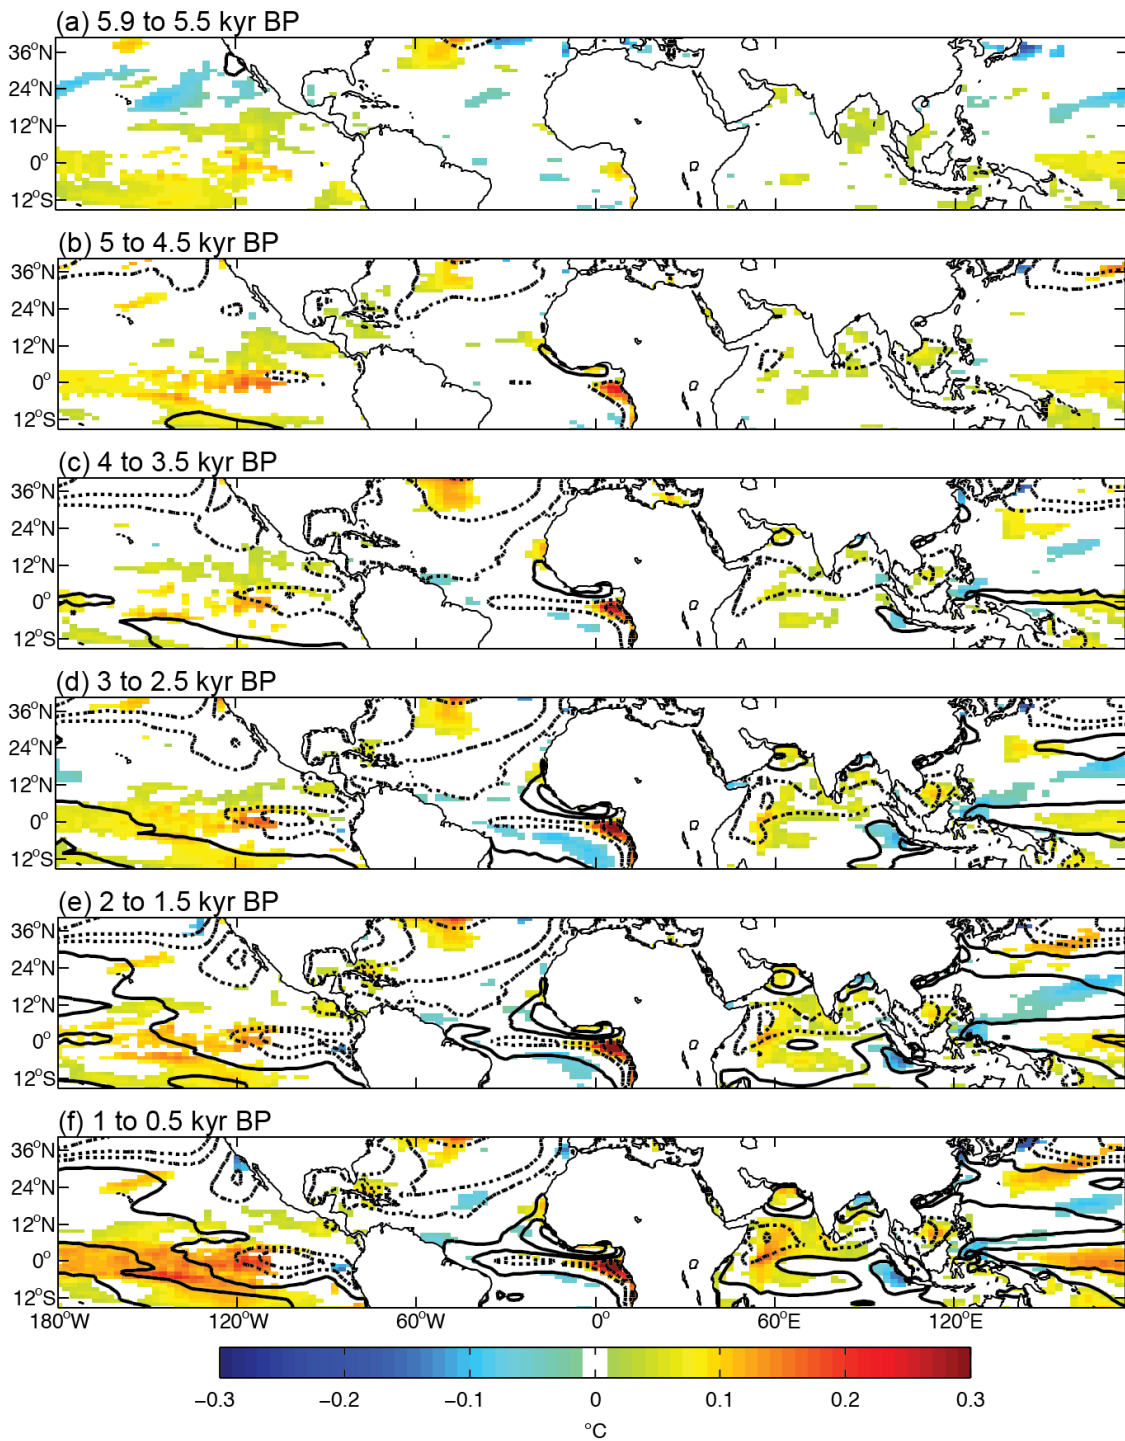 (a) 5.9 to 5.5 kyr BP
36°N
24°N
12°N
0°
12°S
(b) 5 to 4.5 kyr BP
36°N
24°N
12°N
0°
12°S
(c) 4 to 3.5 kyr BP
36°N
24°N
12°N
0°
12°S
(d) 3 to 2.5 kyr BP
36°N
24°N
12°N
0°
12°S
(e) 2 to 1.5 kyr BP
36°N
24°N
12°N
0°
12°S
(f) 1 to 0.5 kyr BP
36°N
24°N
12°N
0°
12°S
180°W 120°W 60°W 0° 60°E 120°E
−0.3 −0.2 −0.1 0 0.1 0.2 0.3
°C